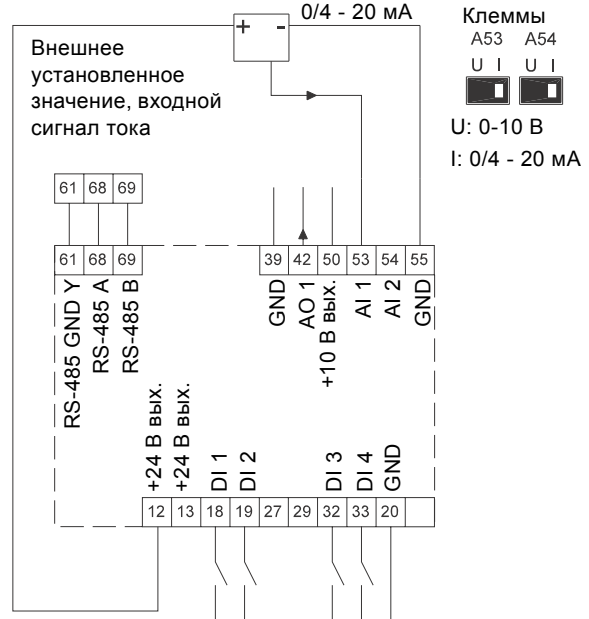 0/4 - 20 мА
+ -
Внешнее
установленное
значение, входной
сигнал тока
Клеммы
A53 A54
U I U I
U: 0-10 В
I: 0/4 - 20 мА
61 68 69
61 68 69
39 42 50 53 54 55
RS-485 GND Y
RS-485 A
RS-485 B
GND
AO 1
+10 В вых.
AI 1
AI 2
GND
+24 В вых.
+24 В вых.
DI 1
DI 2
DI 3
DI 4
GND
12 13 18 19 27 29 32 33 20